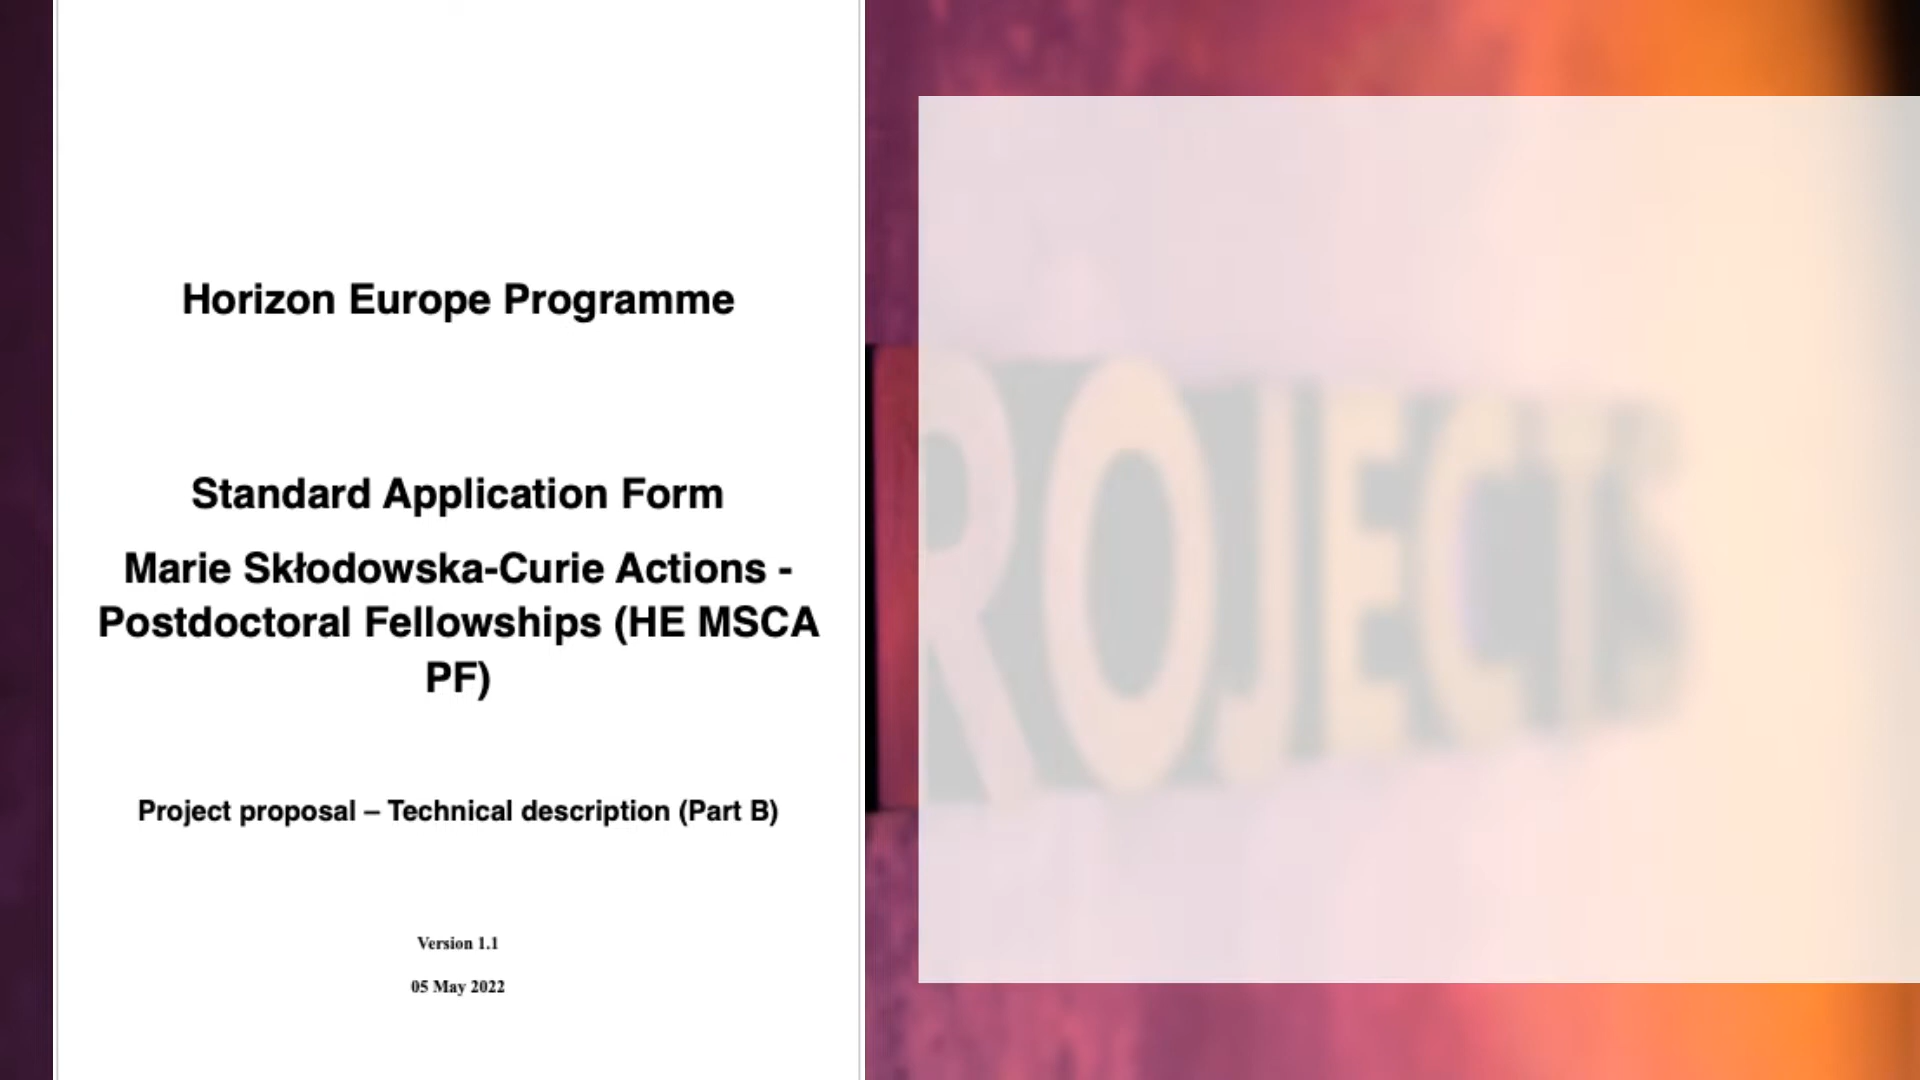 Horizon Europe Programme
Standard Application Form
Marie Skłodowska-Curie Actions -
Postdoctoral Fellowships (HE MSCA
PF)
Project proposal – Technical description (Part B)
Version 1.1
05 May 2022
ROJECTS